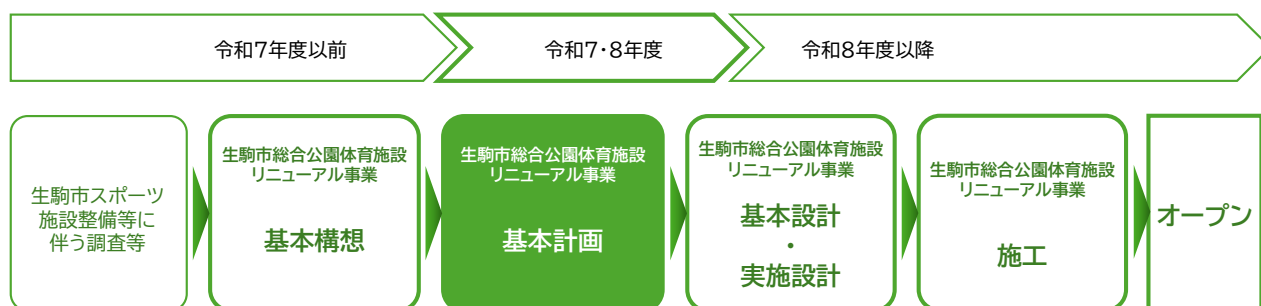 令和7年度以前
令和7・8年度
令和8年度以降
生駒市スポーツ
施設整備等に
伴う調査等
生駒市総合公園体育施設
リニューアル事業
基本構想
生駒市総合公園体育施設
リニューアル事業
基本計画
生駒市総合公園体育施設
リニューアル事業
基本設計
・
実施設計
生駒市総合公園体育施設
リニューアル事業
施工
オープン